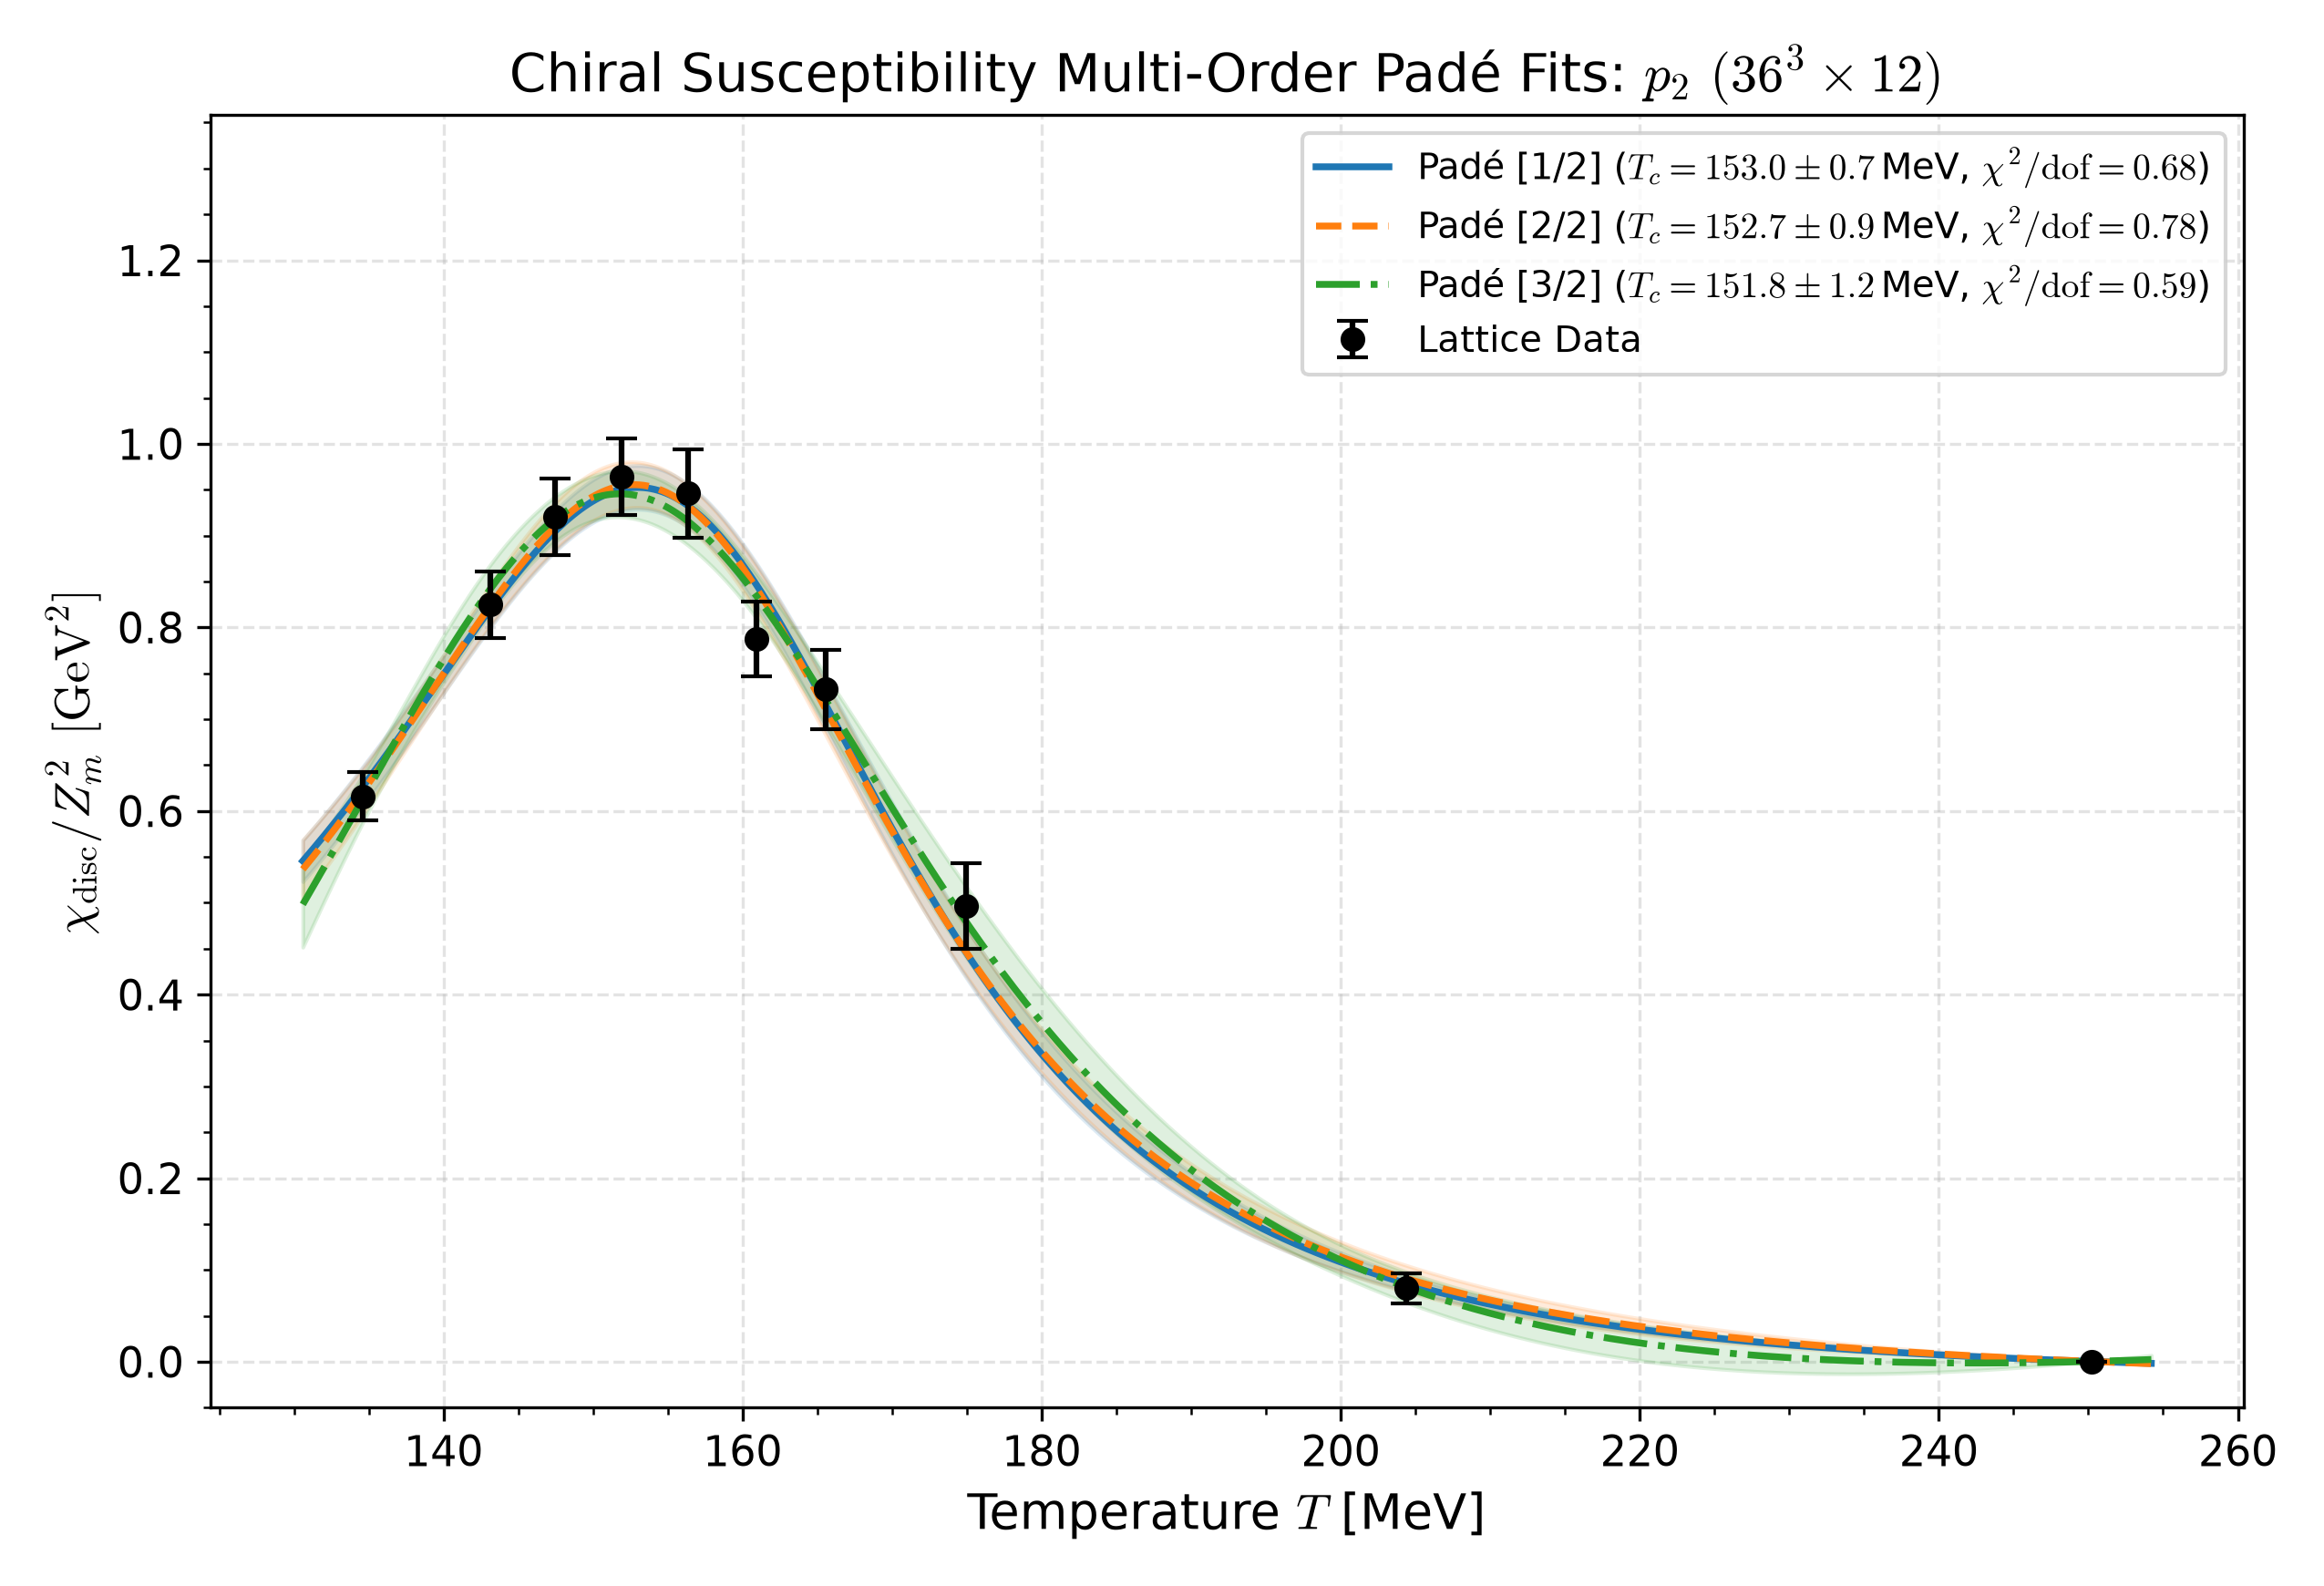 Chiral Susceptibility Multi-Order Padé Fits: p₂ (36³ × 12)
Padé [1/2] (T_c = 153.0 ± 0.7 MeV, χ²/dof = 0.68)
Padé [2/2] (T_c = 152.7 ± 0.9 MeV, χ²/dof = 0.78)
Padé [3/2] (T_c = 151.8 ± 1.2 MeV, χ²/dof = 0.59)
Lattice Data
χ_disc/Z_m² [GeV²]
1.2
1.0
0.8
0.6
0.4
0.2
0.0
140 160 180 200 220 240 260
Temperature T [MeV]